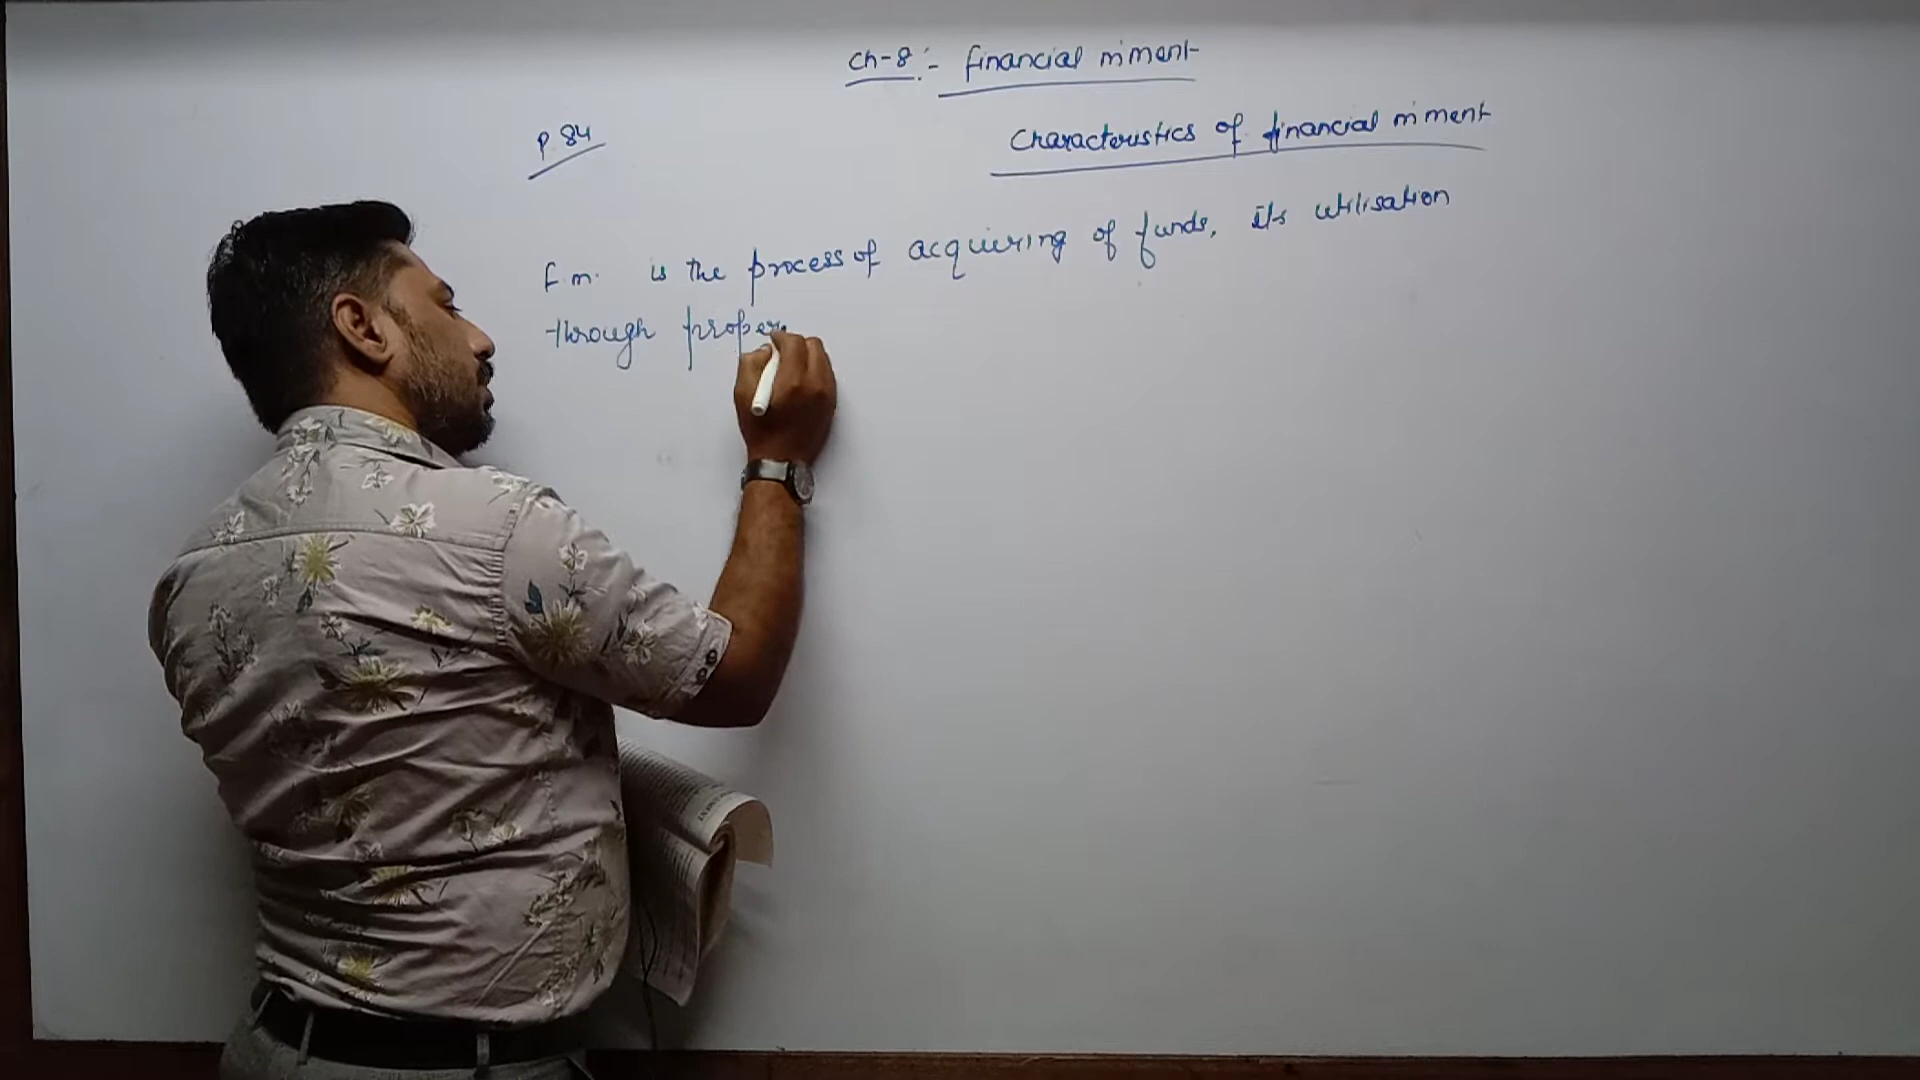 Ch-8:- financial m'ment
P. 84
Characteristics of financial m'ment
f.m. is the process of acquiering of funds, its utilisation
through proper